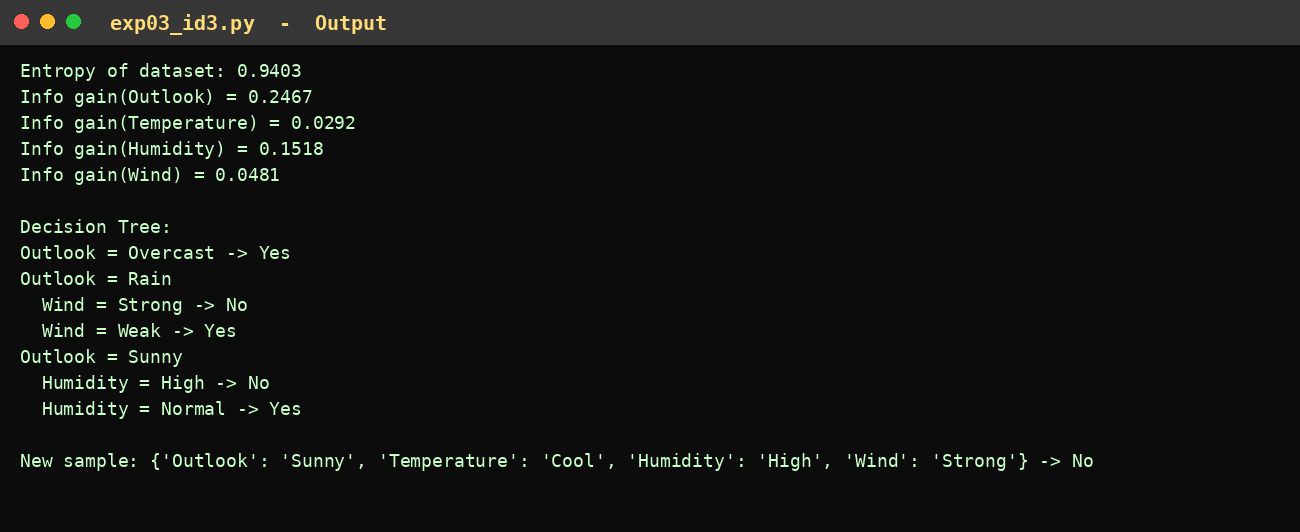 exp03_id3.py  -  Output
Entropy of dataset: 0.9403
Info gain(Outlook) = 0.2467
Info gain(Temperature) = 0.0292
Info gain(Humidity) = 0.1518
Info gain(Wind) = 0.0481

Decision Tree:
Outlook = Overcast -> Yes
Outlook = Rain
  Wind = Strong -> No
  Wind = Weak -> Yes
Outlook = Sunny
  Humidity = High -> No
  Humidity = Normal -> Yes

New sample: {'Outlook': 'Sunny', 'Temperature': 'Cool', 'Humidity': 'High', 'Wind': 'Strong'} -> No